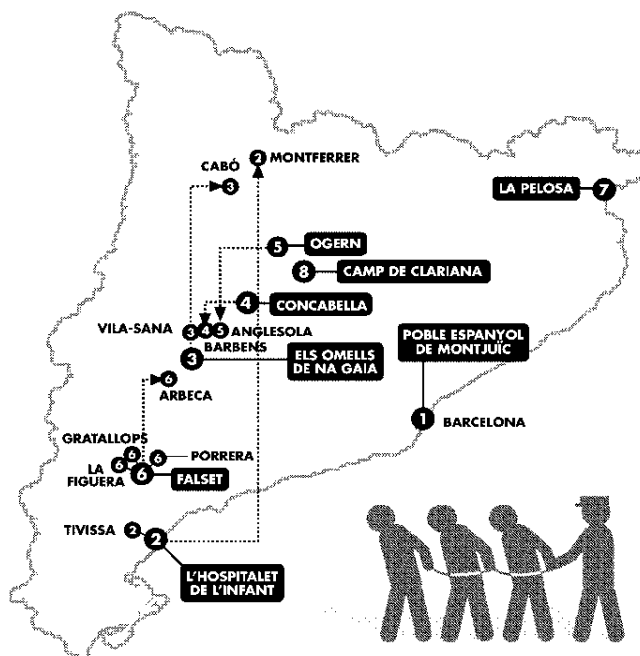 2 MONTFERRER
CABÓ
3
LA PELOSA 7
5 OGERN
8 CAMP DE CLARIANA
4 CONCABELLA
VILA-SANA 3 4 5 ANGLESOLA
BARBENS
POBLE ESPANYOL
DE MONTJUÏC
3 ELS OMELLS
DE NA GAIA
6
ARBECA
1 BARCELONA
GRATALLOPS
6
6 PORRERA
LA
FIGUERA
6
6 FALSET
TIVISSA 2
2
L'HOSPITALET
DE L'INFANT